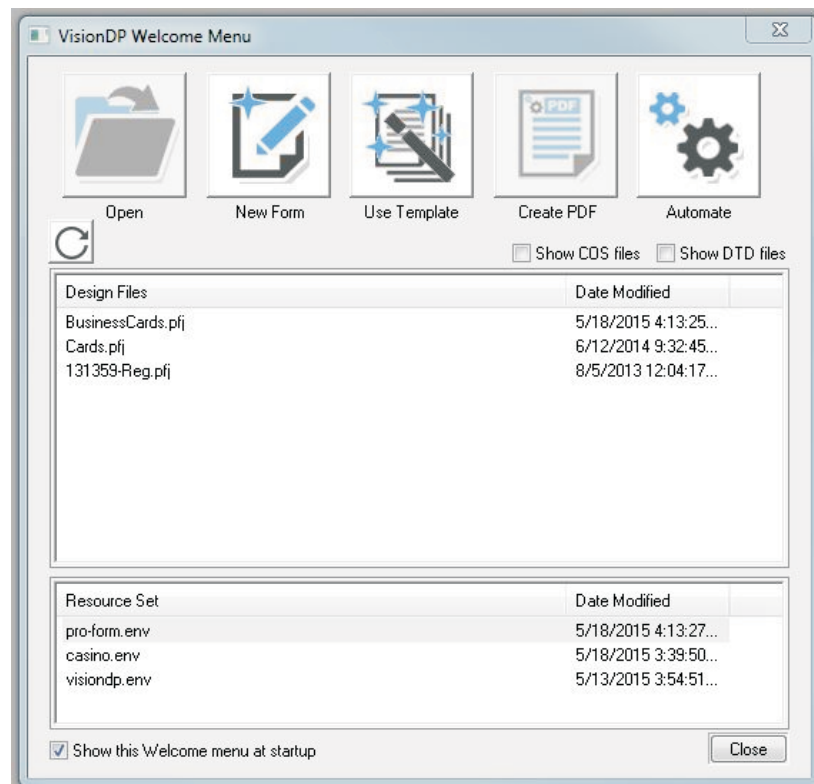 VisionDP Welcome Menu
PDF
Open New Form Use Template Create PDF Automate
Show COS files Show DTD files
Design Files Date Modified
BusinessCards.pfj 5/18/2015 4:13:25...
Cards.pfj 6/12/2014 9:32:45...
131359-Reg.pfj 8/5/2013 12:04:17...
Resource Set Date Modified
pro-form.env 5/18/2015 4:13:27...
casino.env 5/18/2015 3:39:50...
visiondp.env 5/13/2015 3:54:51...
Show this Welcome menu at startup Close